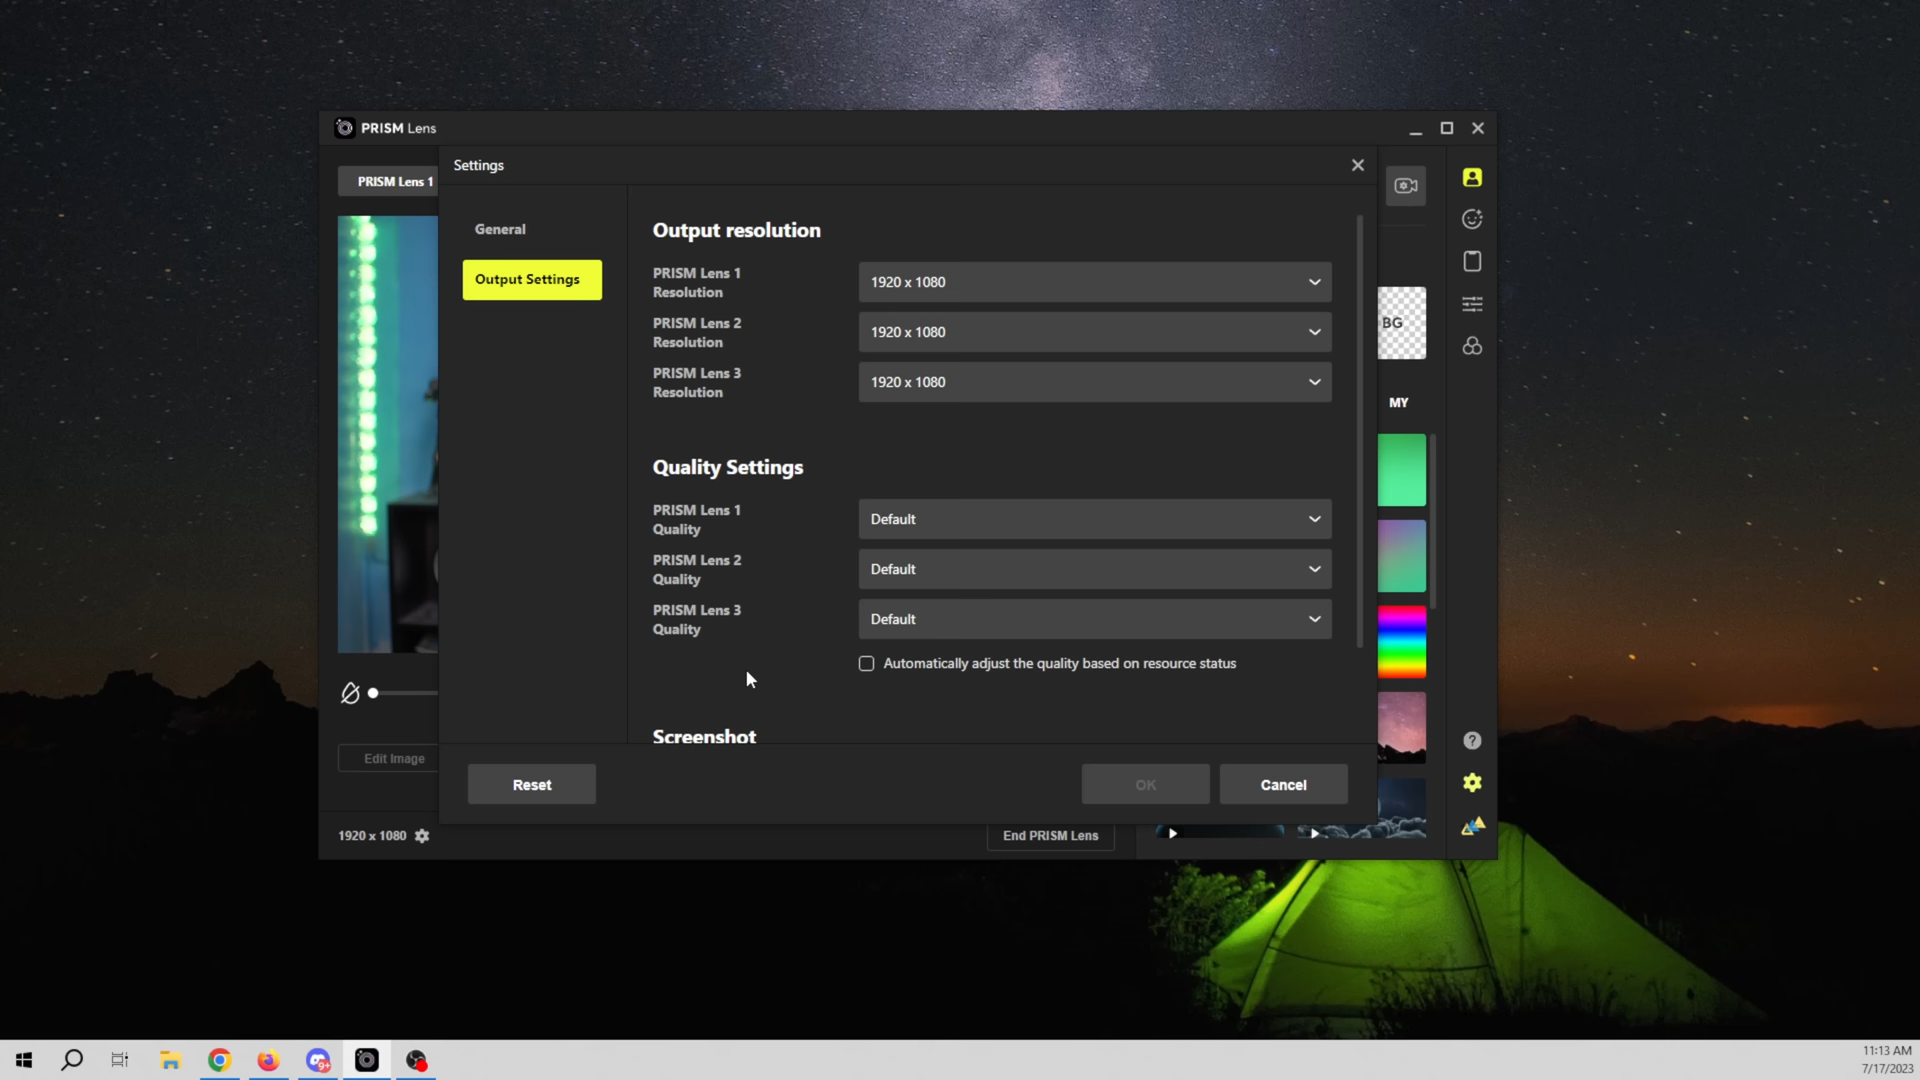 PRISM Lens
Settings
PRISM Lens 1
General
Output Settings
Output resolution
PRISM Lens 1
Resolution
1920 x 1080
PRISM Lens 2
Resolution
1920 x 1080
PRISM Lens 3
Resolution
1920 x 1080
BG
MY
Quality Settings
PRISM Lens 1
Quality
Default
PRISM Lens 2
Quality
Default
PRISM Lens 3
Quality
Default
Automatically adjust the quality based on resource status
Screenshot
Edit Image
Reset
OK
Cancel
1920 x 1080
End PRISM Lens
9+
11:13 AM
7/17/2023